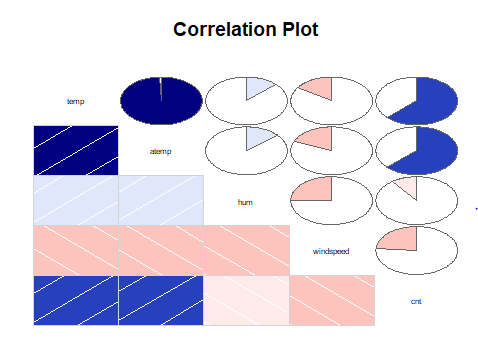 Correlation Plot
temp
atemp
hum
windspeed
cnt